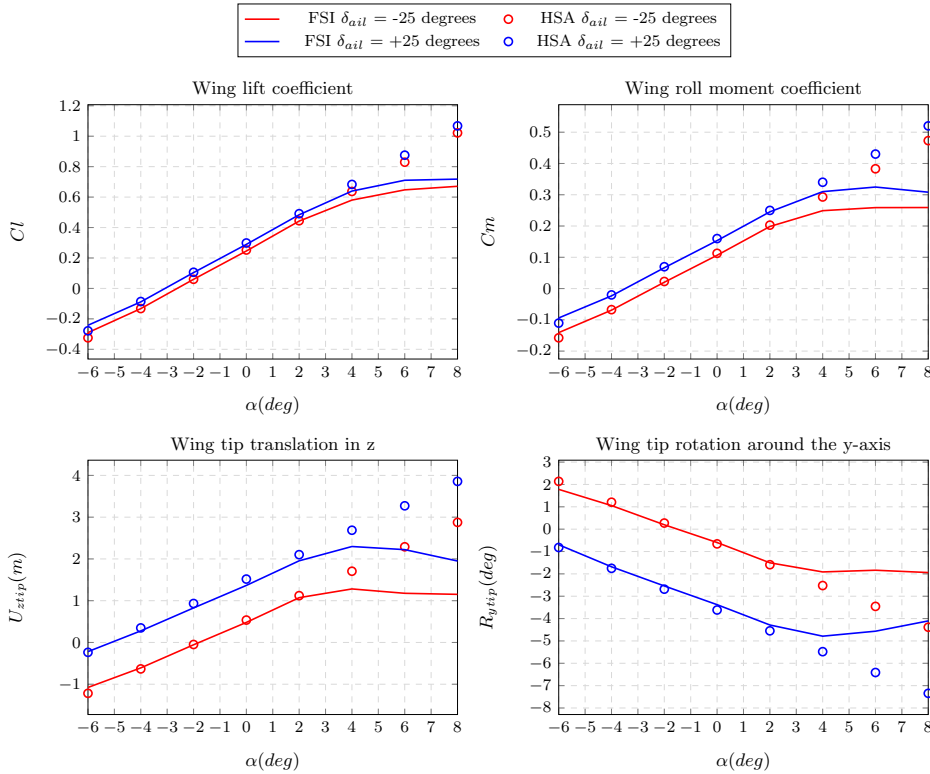 FSI δ_ail = -25 degrees HSA δ_ail = -25 degrees
FSI δ_ail = +25 degrees HSA δ_ail = +25 degrees
Wing lift coefficient
1.2
1
0.8
0.6
0.4
0.2
0
−0.2
−0.4
Cl
−6 −5 −4 −3 −2 −1 0 1 2 3 4 5 6 7 8
α(deg)
Wing roll moment coefficient
0.5
0.4
0.3
0.2
0.1
0
−0.1
−0.2
Cm
−6 −5 −4 −3 −2 −1 0 1 2 3 4 5 6 7 8
α(deg)
Wing tip translation in z
4
3
2
1
0
−1
U_ztip(m)
−6 −5 −4 −3 −2 −1 0 1 2 3 4 5 6 7 8
α(deg)
Wing tip rotation around the y-axis
3
2
1
0
−1
−2
−3
−4
−5
−6
−7
−8
R_ytip(deg)
−6 −5 −4 −3 −2 −1 0 1 2 3 4 5 6 7 8
α(deg)